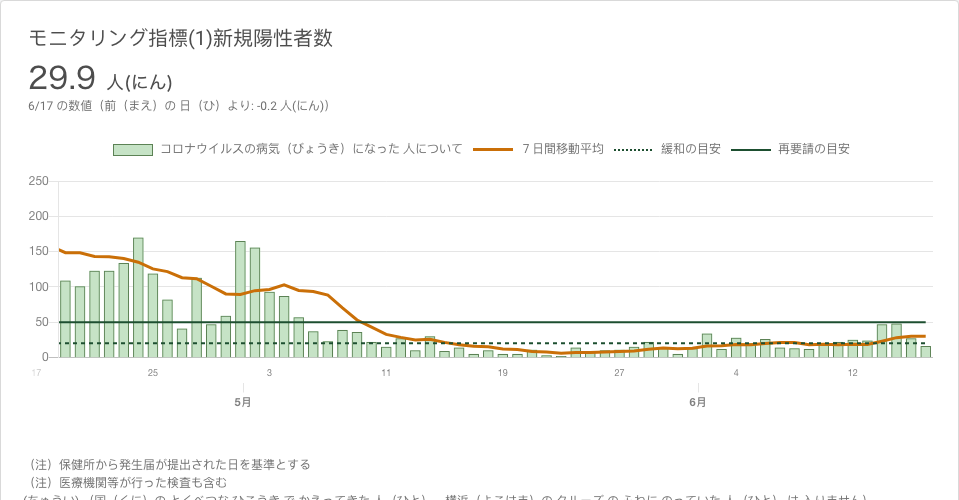 モニタリング指標(1)新規陽性者数
29.9 人(にん)
6/17 の数値（前（まえ）の 日（ひ）より: -0.2 人(にん)）
コロナウイルスの病気（びょうき）になった 人について 7 日間移動平均 緩和の目安 再要請の目安
250
200
150
100
50
0
17 25 3 11 19 27 4 12
5月 6月
（注）保健所から発生届が提出された日を基準とする
（注）医療機関等が行った検査も含む